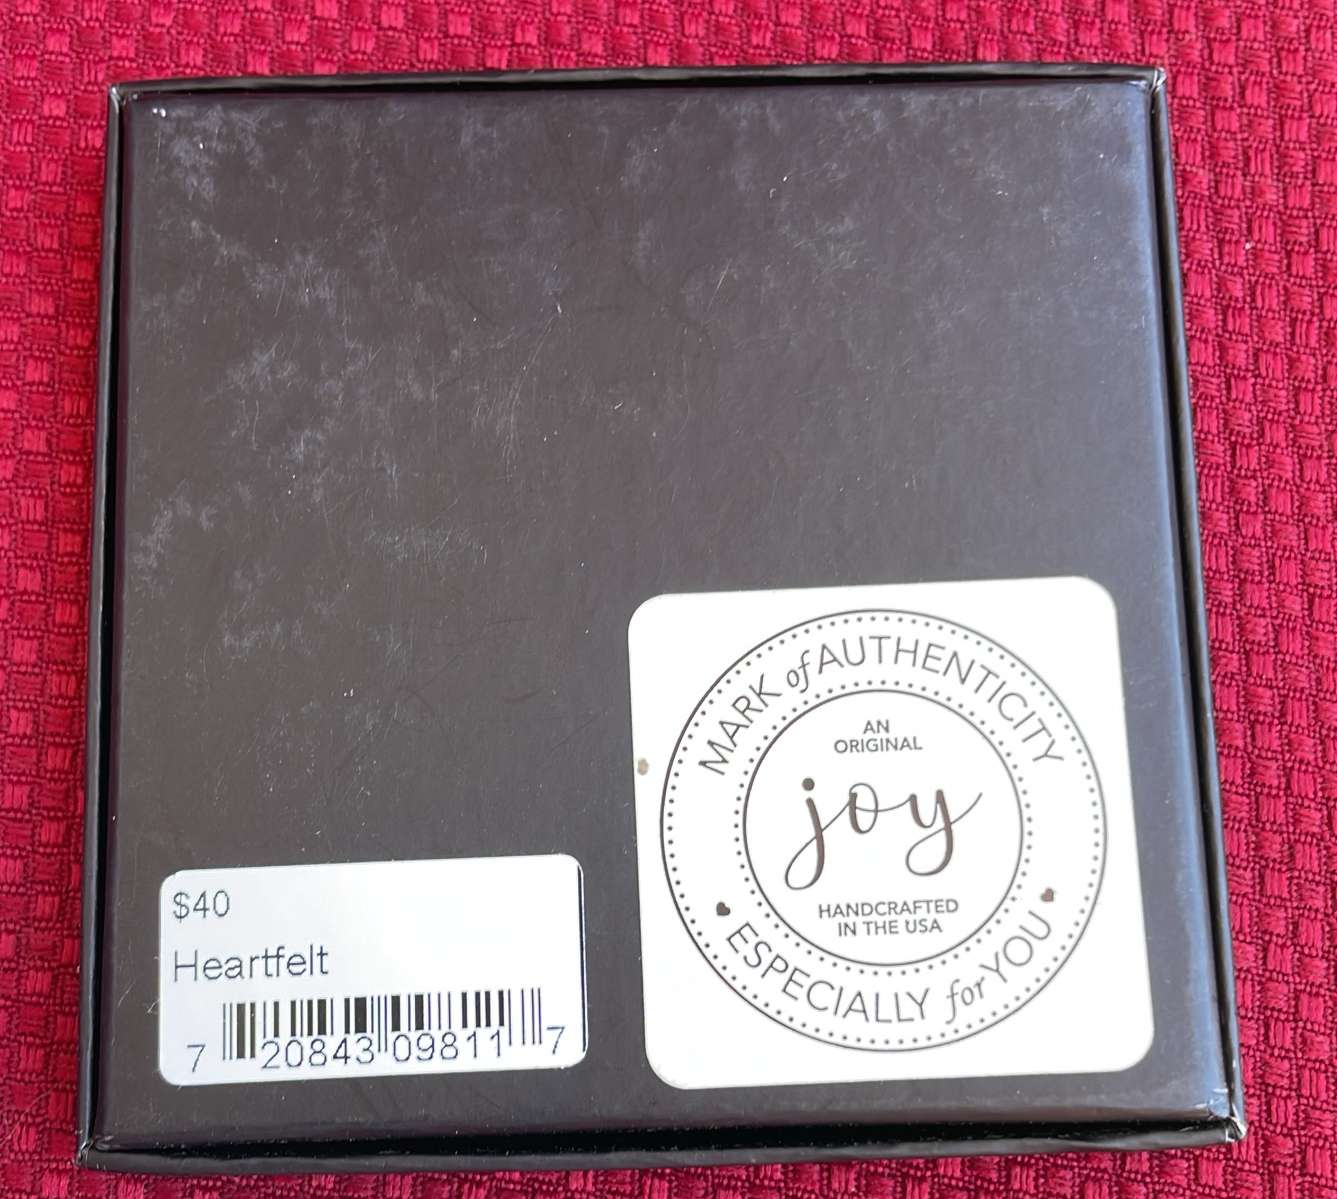 MARK of AUTHENTICITY
AN
ORIGINAL
joy
HANDCRAFTED
IN THE USA
ESPECIALLY for YOU
$40
Heartfelt
7 20843 09811 7